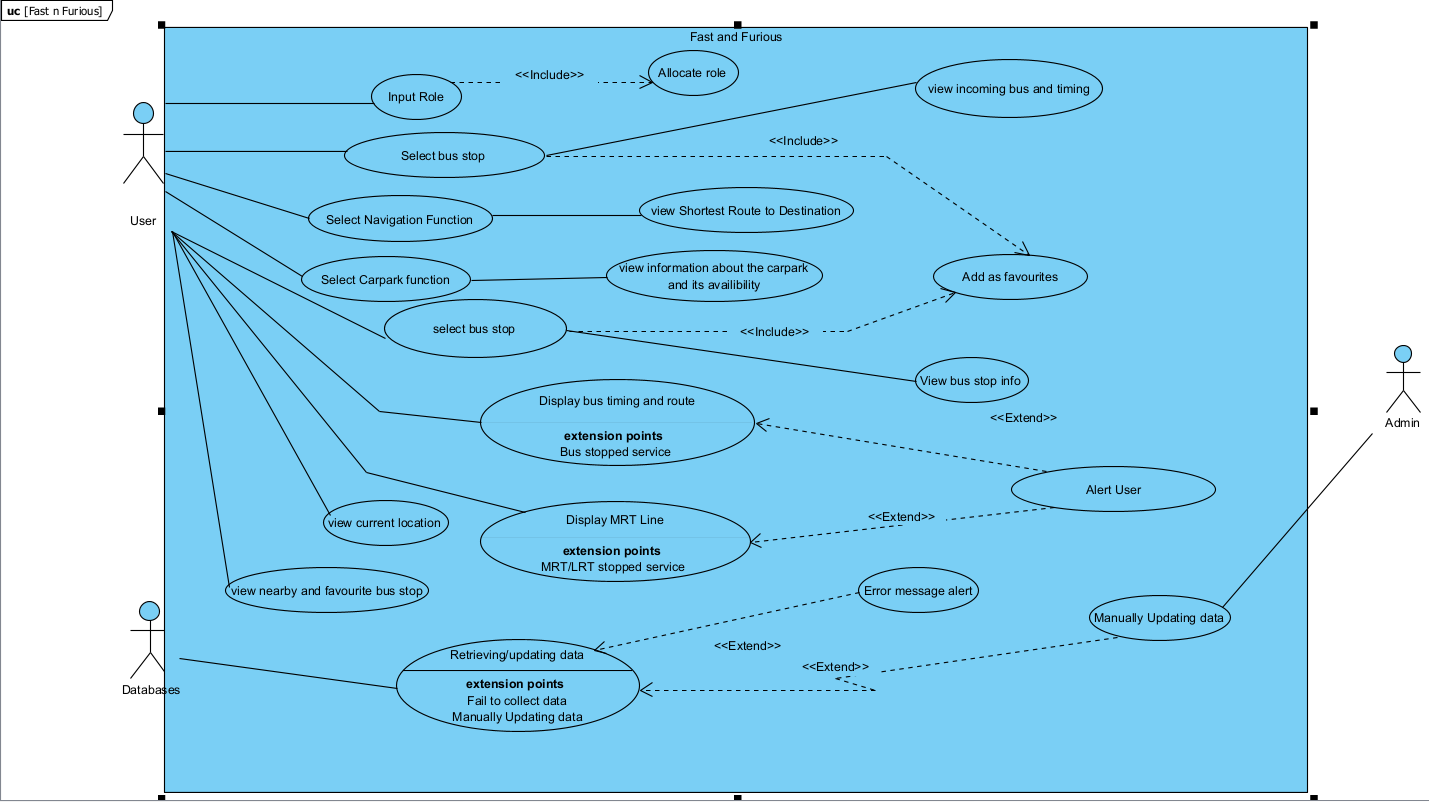 uc [Fast n Furious]
Fast and Furious
<<Include>>
Allocate role
Input Role
view incoming bus and timing
<<Include>>
Select bus stop
User
Select Navigation Function
view Shortest Route to Destination
Select Carpark function
view information about the carpark
and its availibility
Add as favourites
select bus stop
<<Include>>
View bus stop info
Display bus timing and route
extension points
Bus stopped service
<<Extend>>
Admin
Alert User
<<Extend>>
view current location
Display MRT Line
extension points
MRT/LRT stopped service
view nearby and favourite bus stop
Error message alert
Manually Updating data
<<Extend>>
<<Extend>>
Databases
Retrieving/updating data
extension points
Fail to collect data
Manually Updating data